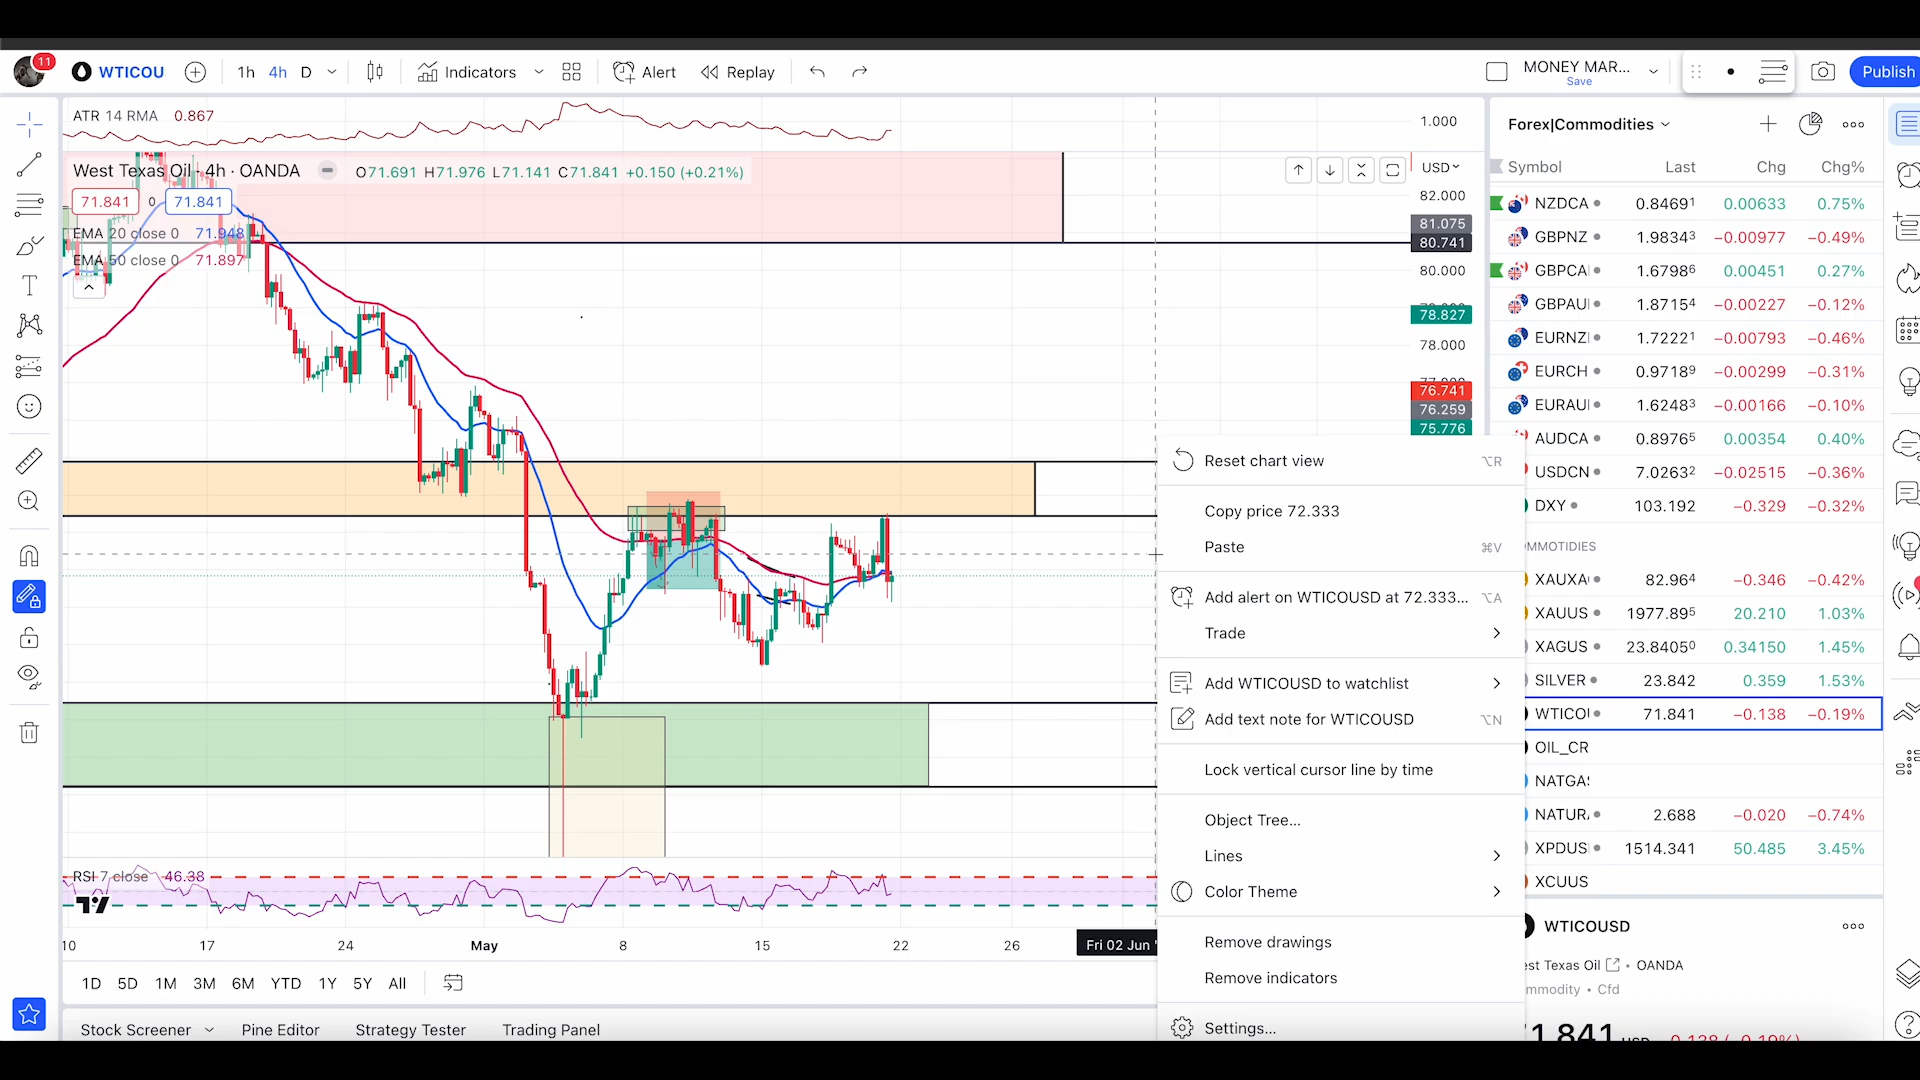 11 WTICOU 1h 4h D Indicators Alert Replay MONEY MAR... Save Publish
ATR 14 RMA 0.867
West Texas Oil · 4h · OANDA O71.691 H71.976 L71.141 C71.841 +0.150 (+0.21%)
71.841 0 71.841
EMA 20 close 0 71.948
EMA 50 close 0 71.897
1.000
USD
82.000
81.075
80.741
80.000
78.827
78.000
76.741
76.259
75.776
Forex|Commodities
Symbol Last Chg Chg%
NZDCA 0.84691 0.00633 0.75%
GBPNZ 1.98343 −0.00977 −0.49%
GBPCA 1.67986 0.00451 0.27%
GBPAU 1.87154 −0.00227 −0.12%
EURNZ 1.72221 −0.00793 −0.46%
EURCH 0.97189 −0.00299 −0.31%
EURAU 1.62483 −0.00166 −0.10%
AUDCA 0.89765 0.00354 0.40%
USDCN 7.02632 −0.02515 −0.36%
DXY 103.192 −0.329 −0.32%
MMOTIDIES
XAUXA 82.964 −0.346 −0.42%
XAUUS 1977.895 20.210 1.03%
XAGUS 23.84050 0.34150 1.45%
SILVER 23.842 0.359 1.53%
WTICO 71.841 −0.138 −0.19%
OIL_CR
NATGAS
NATUR 2.688 −0.020 −0.74%
XPDUS 1514.341 50.485 3.45%
XCUUS
WTICOUSD
est Texas Oil • OANDA
mmodity • Cfd
Reset chart view ⌥R
Copy price 72.333
Paste ⌘V
Add alert on WTICOUSD at 72.333... ⌥A
Trade
Add WTICOUSD to watchlist
Add text note for WTICOUSD ⌥N
Lock vertical cursor line by time
Object Tree...
Lines
Color Theme
Remove drawings
Remove indicators
Settings...
RSI 7 close 46.38
10 17 24 May 8 15 22 26 Fri 02 Jun
1D 5D 1M 3M 6M YTD 1Y 5Y All
Stock Screener Pine Editor Strategy Tester Trading Panel